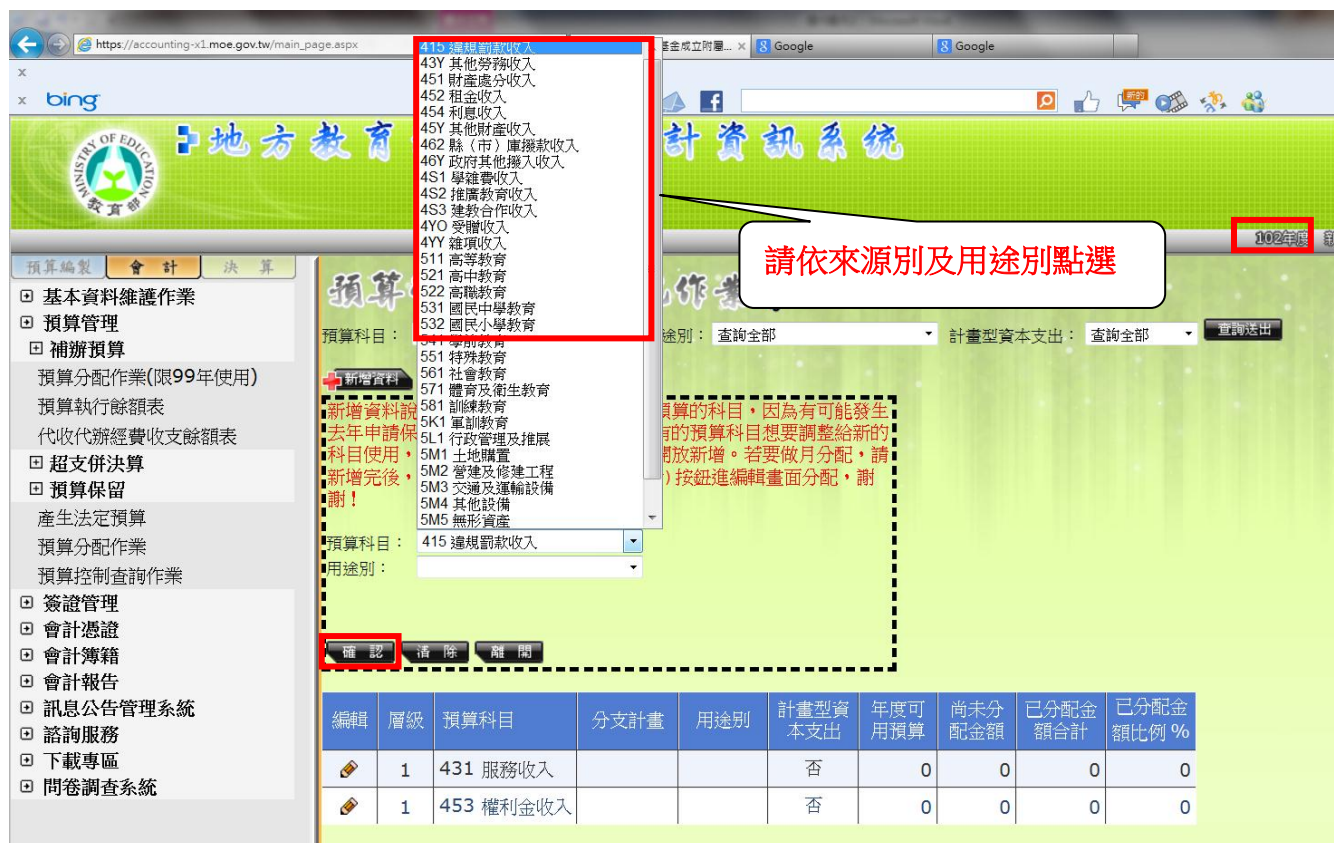 https://accounting-x1.moe.gov.tw/main_page.aspx
基金成立附屬... ×
Google
Google
x
x bing
新的
MINISTRY OF EDUCATION
教育部
地方教育
計資訊系統
102年度
預算編製
會 計
決 算
基本資料維護作業
預算管理
補辦預算
預算分配作業(限99年使用)
預算執行餘額表
代收代辦經費收支餘額表
超支併決算
預算保留
產生法定預算
預算分配作業
預算控制查詢作業
簽證管理
會計憑證
會計簿籍
會計報告
訊息公告管理系統
諮詢服務
下載專區
問卷調查系統
415 違規罰款收入
43Y 其他勞務收入
451 財產處分收入
452 租金收入
454 利息收入
45Y 其他財產收入
462 縣（市）庫撥款收入
46Y 政府其他撥入收入
4S1 學雜費收入
4S2 推廣教育收入
4S3 建教合作收入
4YO 受贈收入
4YY 雜項收入
511 高等教育
521 高中教育
522 高職教育
531 國民中學教育
532 國民小學教育
541 學前教育
551 特殊教育
561 社會教育
571 體育及衛生教育
581 訓練教育
5K1 軍訓教育
5L1 行政管理及推展
5M1 土地購置
5M2 營建及修建工程
5M3 交通及運輸設備
5M4 其他設備
5M5 無形資產
請依來源別及用途別點選
預算
作業
預算科目：
途別： 查詢全部
計畫型資本支出： 查詢全部
查詢送出
新增資料
新增資料說
預算的科目，因為有可能發生
去年申請保
有的預算科目想要調整給新的
科目使用，
開放新增。若要做月分配，請
新增完後，
)按鈕進編輯畫面分配，謝
謝！
預算科目： 415 違規罰款收入
用途別：
確 認
清 除
離 開
編輯 層級 預算科目 分支計畫 用途別 計畫型資本支出 年度可用預算 尚未分配金額 已分配金額合計 已分配金額比例 %
1 431 服務收入 否 0 0 0 0
1 453 權利金收入 否 0 0 0 0